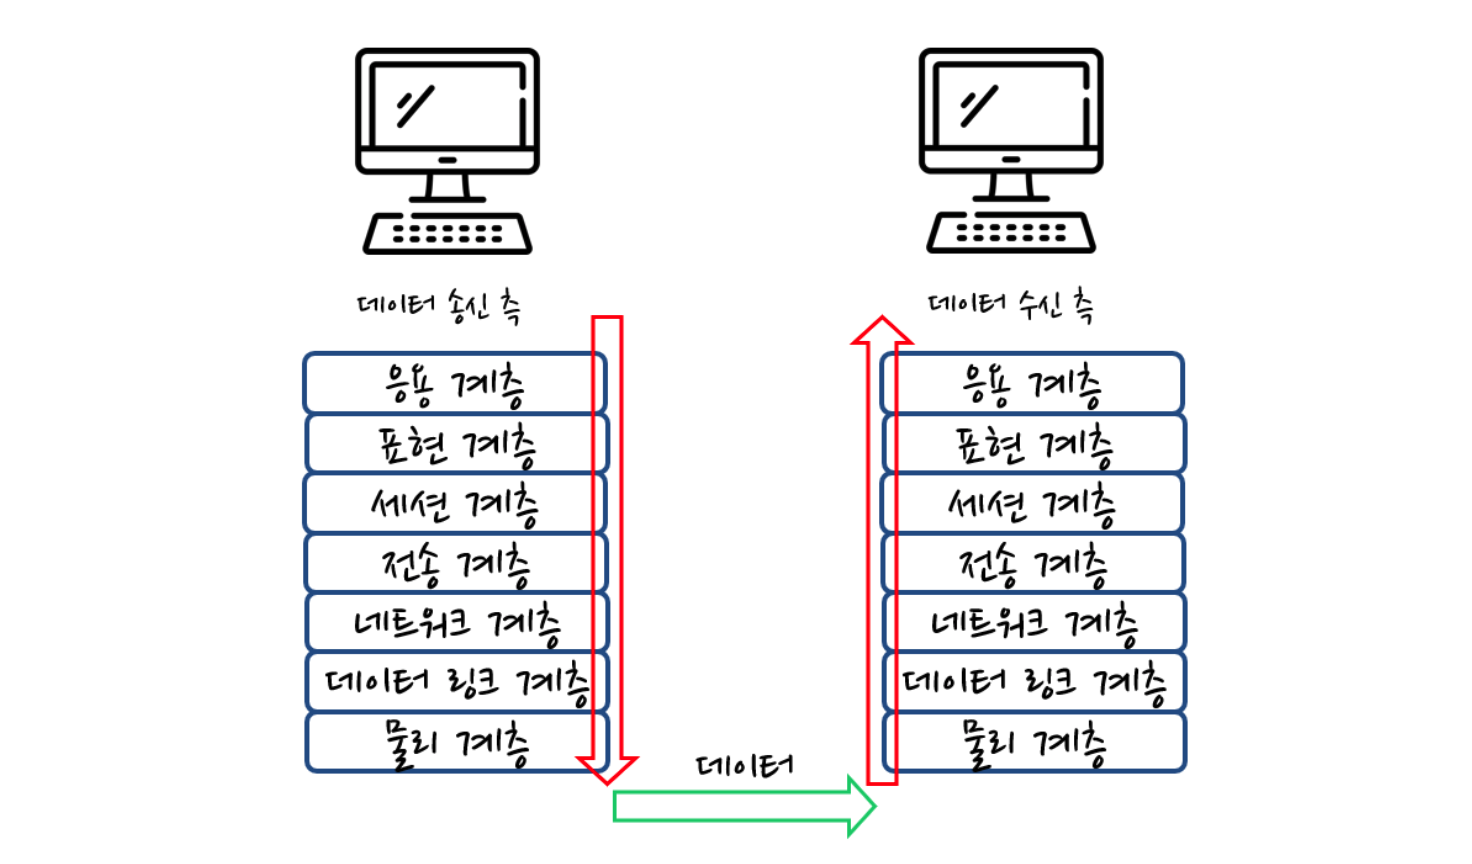 데이터 송신 측
응용 계층
표현 계층
세션 계층
전송 계층
네트워크 계층
데이터 링크 계층
물리 계층
데이터
데이터 수신 측
응용 계층
표현 계층
세션 계층
전송 계층
네트워크 계층
데이터 링크 계층
물리 계층